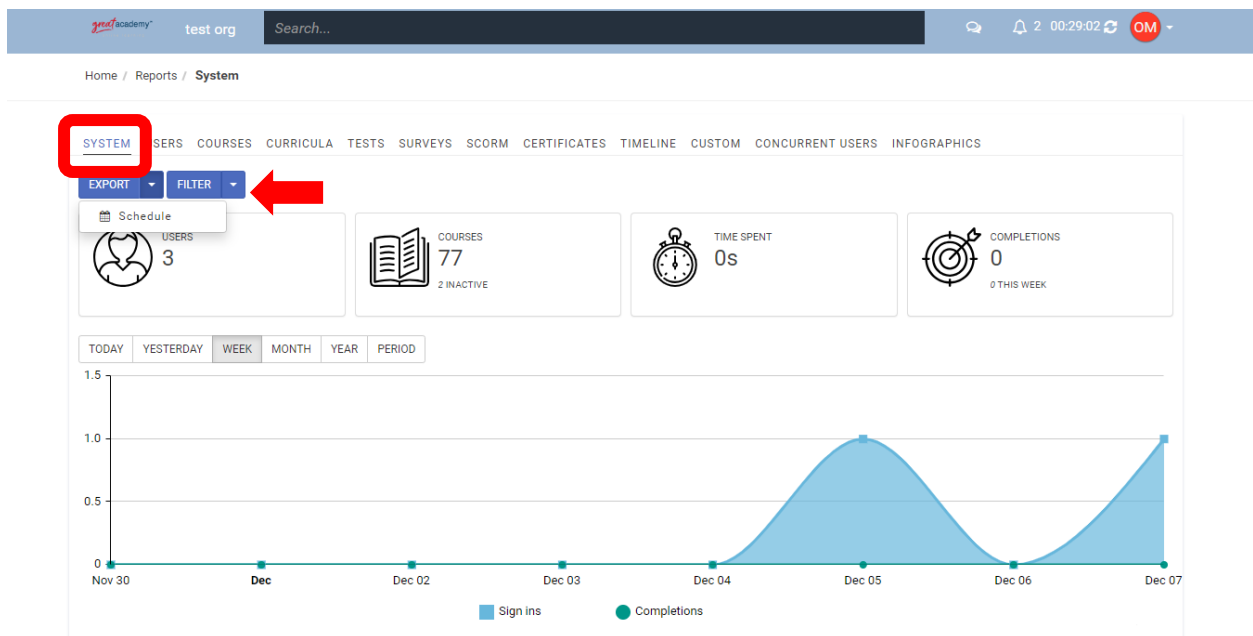 great academy
test org
Search...
2 00:29:02 OM
Home / Reports / System
SYSTEM SERS COURSES CURRICULA TESTS SURVEYS SCORM CERTIFICATES TIMELINE CUSTOM CONCURRENT USERS INFOGRAPHICS
EXPORT FILTER
Schedule
USERS
3
COURSES
77
2 INACTIVE
TIME SPENT
0s
COMPLETIONS
0
0 THIS WEEK
TODAY YESTERDAY WEEK MONTH YEAR PERIOD
1.5
1.0
0.5
0
Nov 30 Dec Dec 02 Dec 03 Dec 04 Dec 05 Dec 06 Dec 07
Sign ins Completions